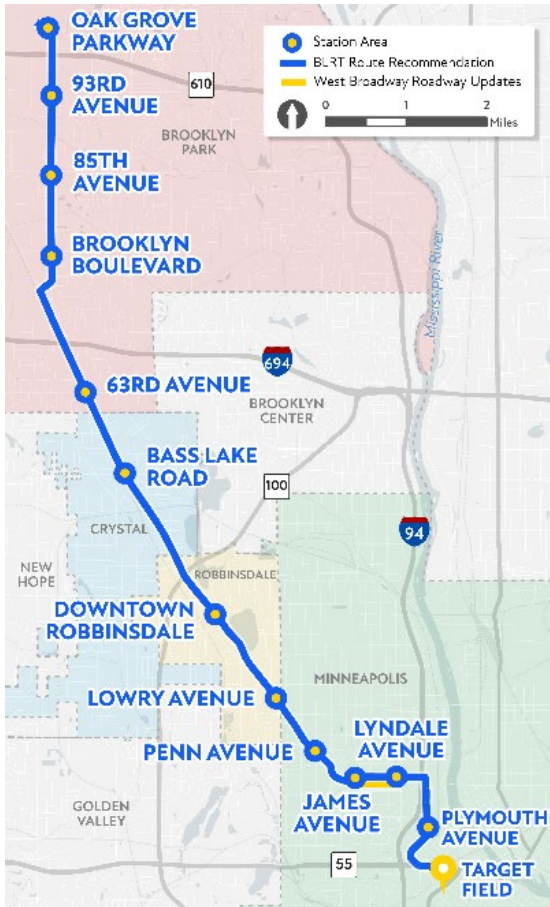 OAK GROVE
PARKWAY
Station Area
BLRT Route Recommendation
West Broadway Roadway Updates
0 1 2
Miles
93RD
AVENUE
610
BROOKLYN
PARK
85TH
AVENUE
BROOKLYN
BOULEVARD
Mississippi River
694
63RD AVENUE
BROOKLYN
CENTER
BASS LAKE
ROAD
100
94
CRYSTAL
NEW
HOPE
ROBBINSDALE
DOWNTOWN
ROBBINSDALE
MINNEAPOLIS
LOWRY AVENUE
LYNDALE
AVENUE
PENN AVENUE
JAMES
AVENUE
GOLDEN
VALLEY
PLYMOUTH
AVENUE
55
TARGET
FIELD